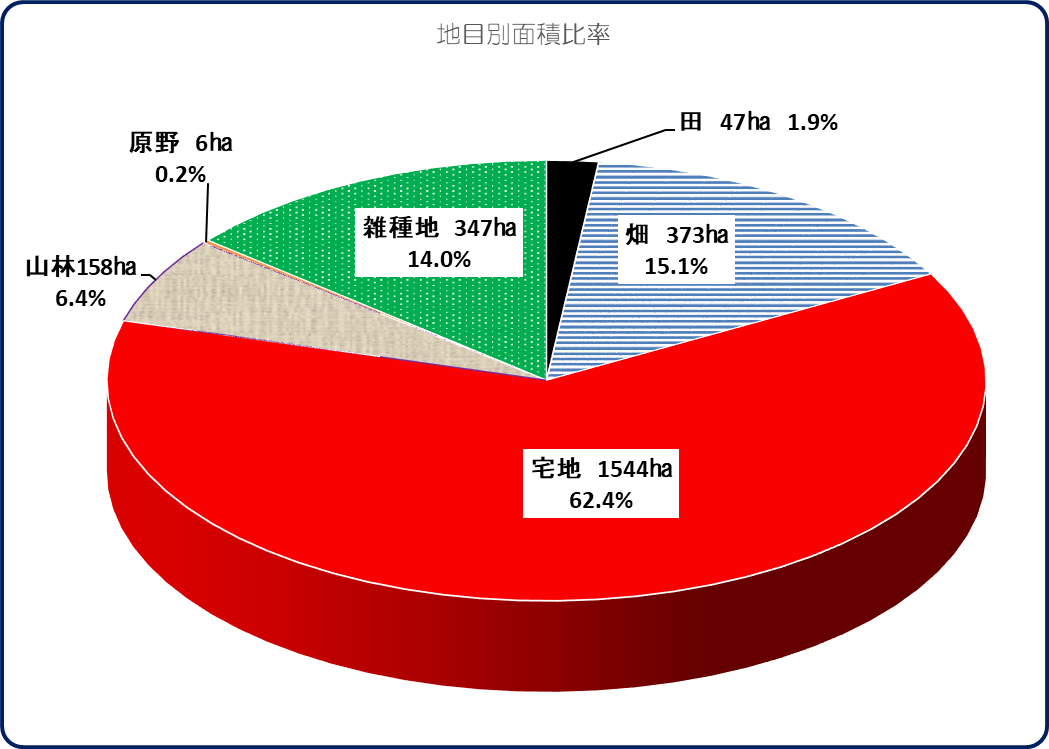 地目別面積比率
田　47㏊　1.9%
原野　6㏊
0.2%
雑種地　347㏊
14.0%
畑　373㏊
15.1%
山林158㏊
6.4%
宅地　1544㏊
62.4%